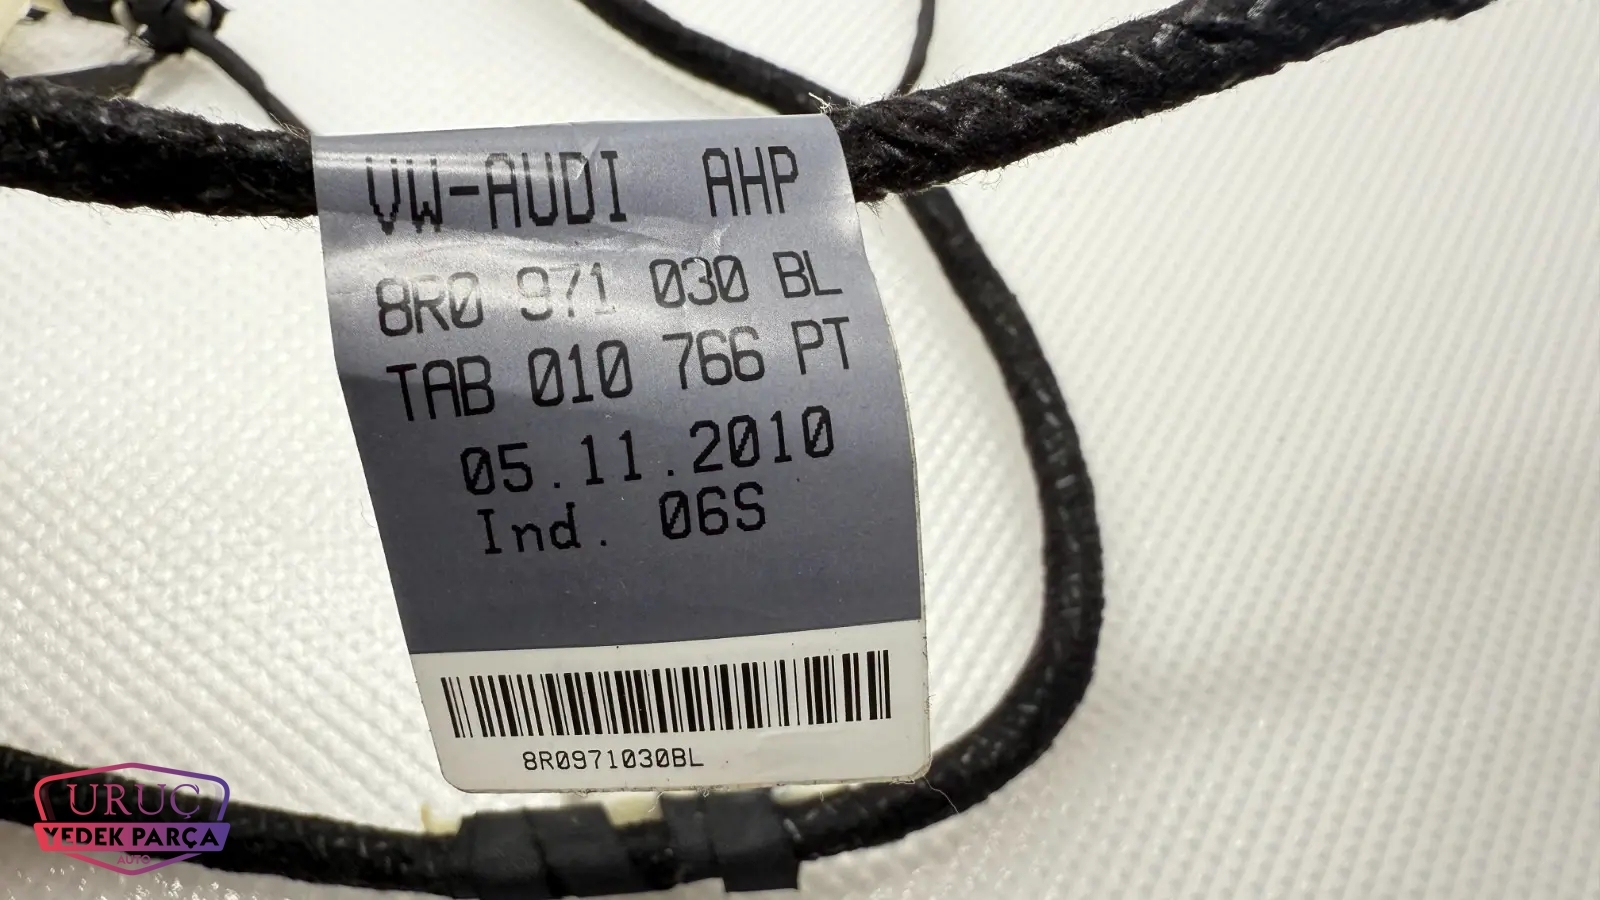 VW-AUDI AHP
8R0 971 030 BL
TAB 010 766 PT
05.11.2010
Ind. 06S
8R0971030BL
URUÇ
YEDEK PARÇA
AUTO